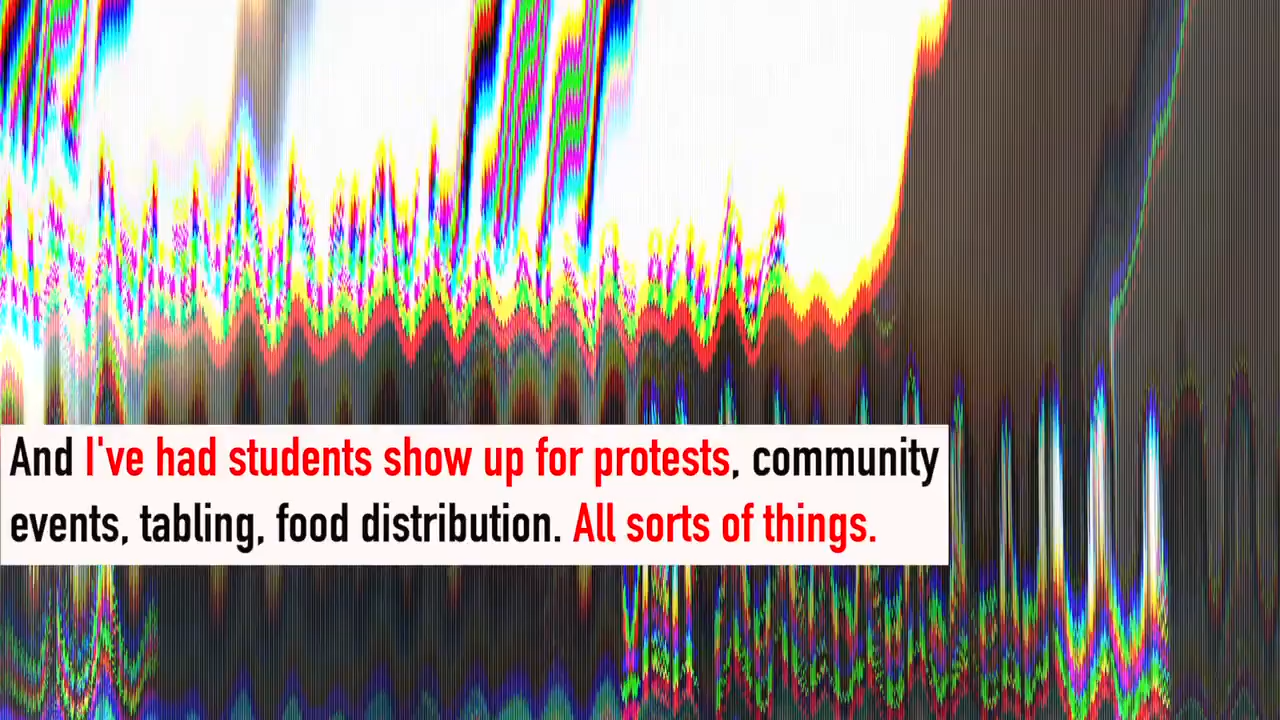 And I've had students show up for protests, community
events, tabling, food distribution. All sorts of things.